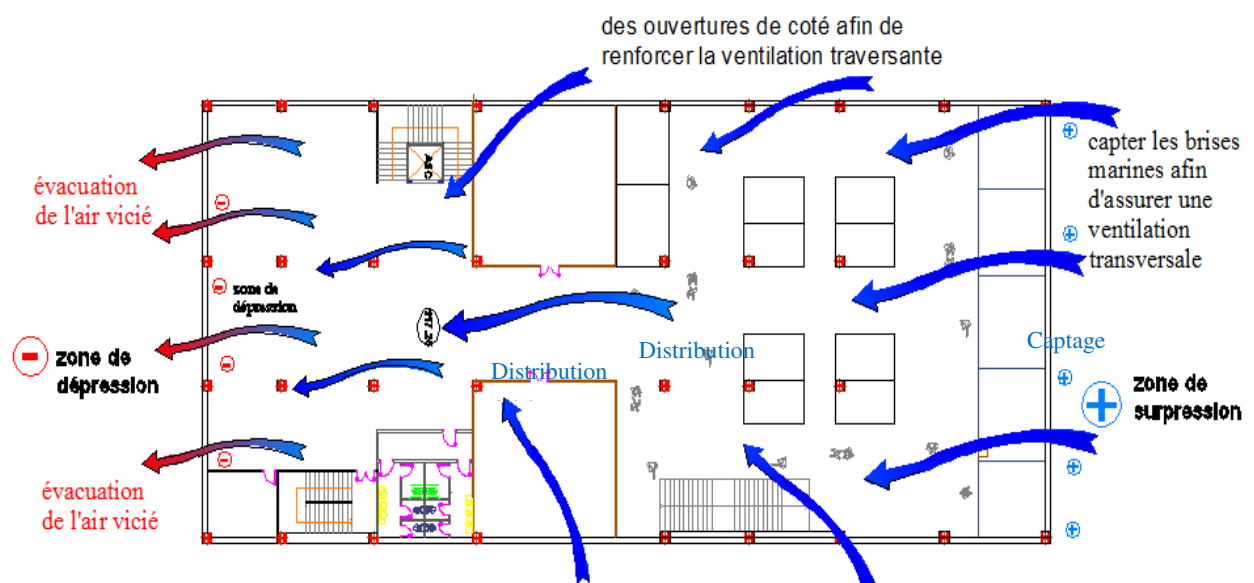 des ouvertures de coté afin de
renforcer la ventilation traversante
capter les brises
marines afin
d'assurer une
ventilation
transversale
évacuation
de l'air vicié
ASC
zone de
dépression
zone de
dépression
Distribution
Distribution
Captage
zone de
surpression
évacuation
de l'air vicié